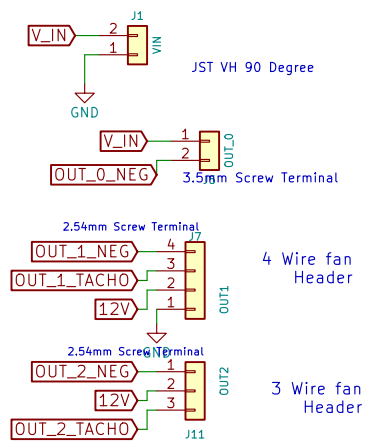 J1
V_IN 2
1
VIN
JST VH 90 Degree
GND
V_IN 1
OUT_0_NEG 2
OUT_0
3.5mm Screw Terminal
2.54mm Screw Terminal
J7
OUT_1_NEG 4
OUT_1_TACHO 3
12V 2
1
OUT1
4 Wire fan
Header
GND
2.54mm Screw Terminal
OUT_2_NEG 1
12V 2
OUT_2_TACHO 3
OUT2
3 Wire fan
Header
J11